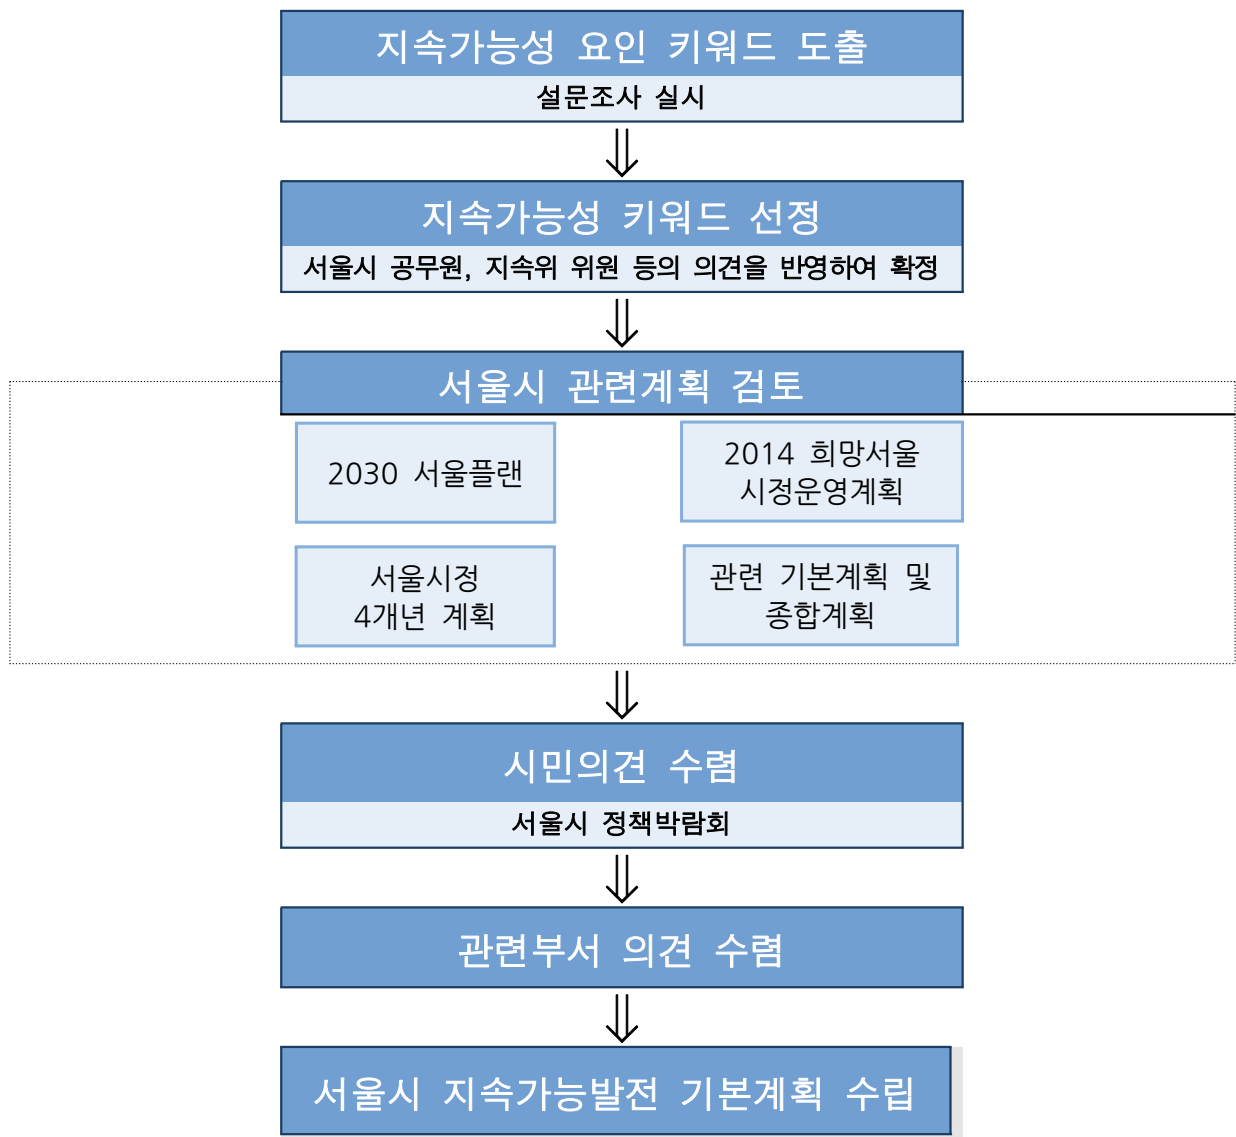 지속가능성 요인 키워드 도출
설문조사 실시
지속가능성 키워드 선정
서울시 공무원, 지속위 위원 등의 의견을 반영하여 확정
서울시 관련계획 검토
2030 서울플랜
2014 희망서울
시정운영계획
서울시정
4개년 계획
관련 기본계획 및
종합계획
시민의견 수렴
서울시 정책박람회
관련부서 의견 수렴
서울시 지속가능발전 기본계획 수립